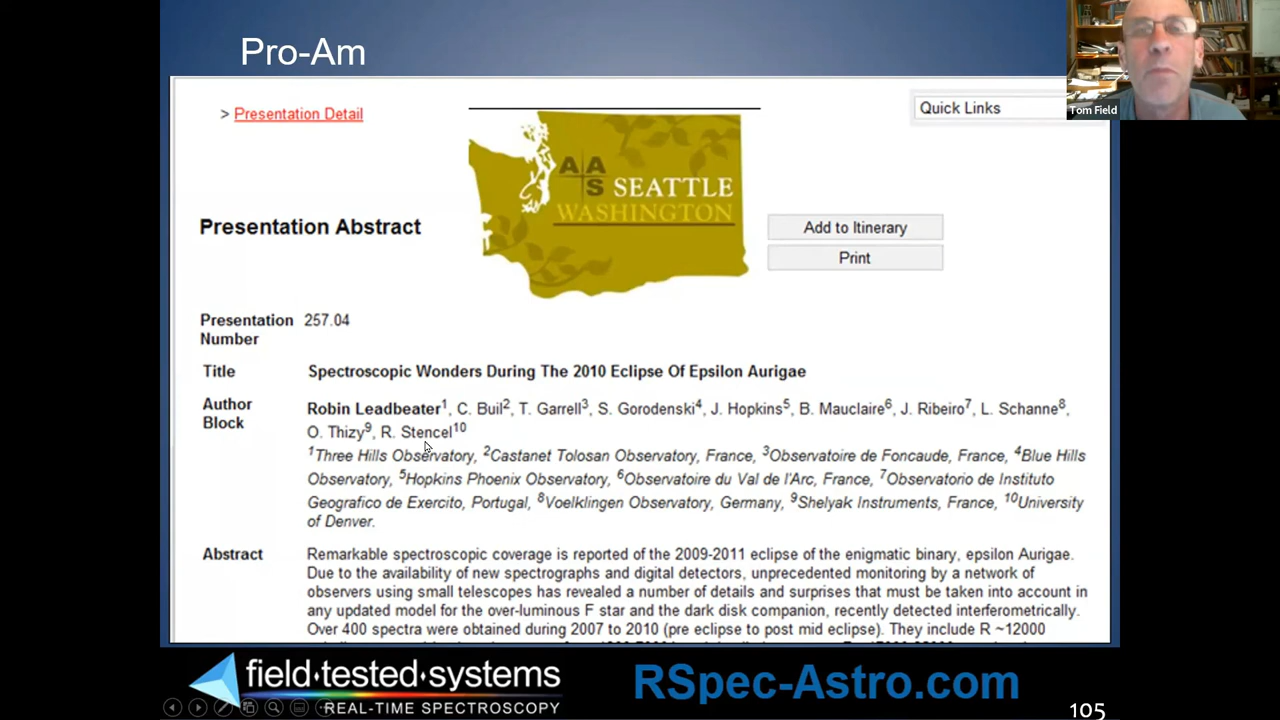 Pro-Am
> Presentation Detail
Quick Links
Tom Field
AAS SEATTLE
WASHINGTON
Presentation Abstract
Add to Itinerary
Print
Presentation Number 257.04
Title Spectroscopic Wonders During The 2010 Eclipse Of Epsilon Aurigae
Author Block
Robin Leadbeater1, C. Buil2, T. Garrell3, S. Gorodenski4, J. Hopkins5, B. Mauclaire6, J. Ribeiro7, L. Schanne8,
O. Thizy9, R. Stencel10
1Three Hills Observatory, 2Castanet Tolosan Observatory, France, 3Observatoire de Foncaude, France, 4Blue Hills
Observatory, 5Hopkins Phoenix Observatory, 6Observatoire du Val de l'Arc, France, 7Observatorio de Instituto
Geografico de Exercito, Portugal, 8Voelklingen Observatory, Germany, 9Shelyak Instruments, France, 10University
of Denver.
Abstract Remarkable spectroscopic coverage is reported of the 2009-2011 eclipse of the enigmatic binary, epsilon Aurigae.
Due to the availability of new spectrographs and digital detectors, unprecedented monitoring by a network of
observers using small telescopes has revealed a number of details and surprises that must be taken into account in
any updated model for the over-luminous F star and the dark disk companion, recently detected interferometrically.
Over 400 spectra were obtained during 2007 to 2010 (pre eclipse to post mid eclipse). They include R ~12000
field·tested·systems
REAL-TIME SPECTROSCOPY
RSpec-Astro.com
105